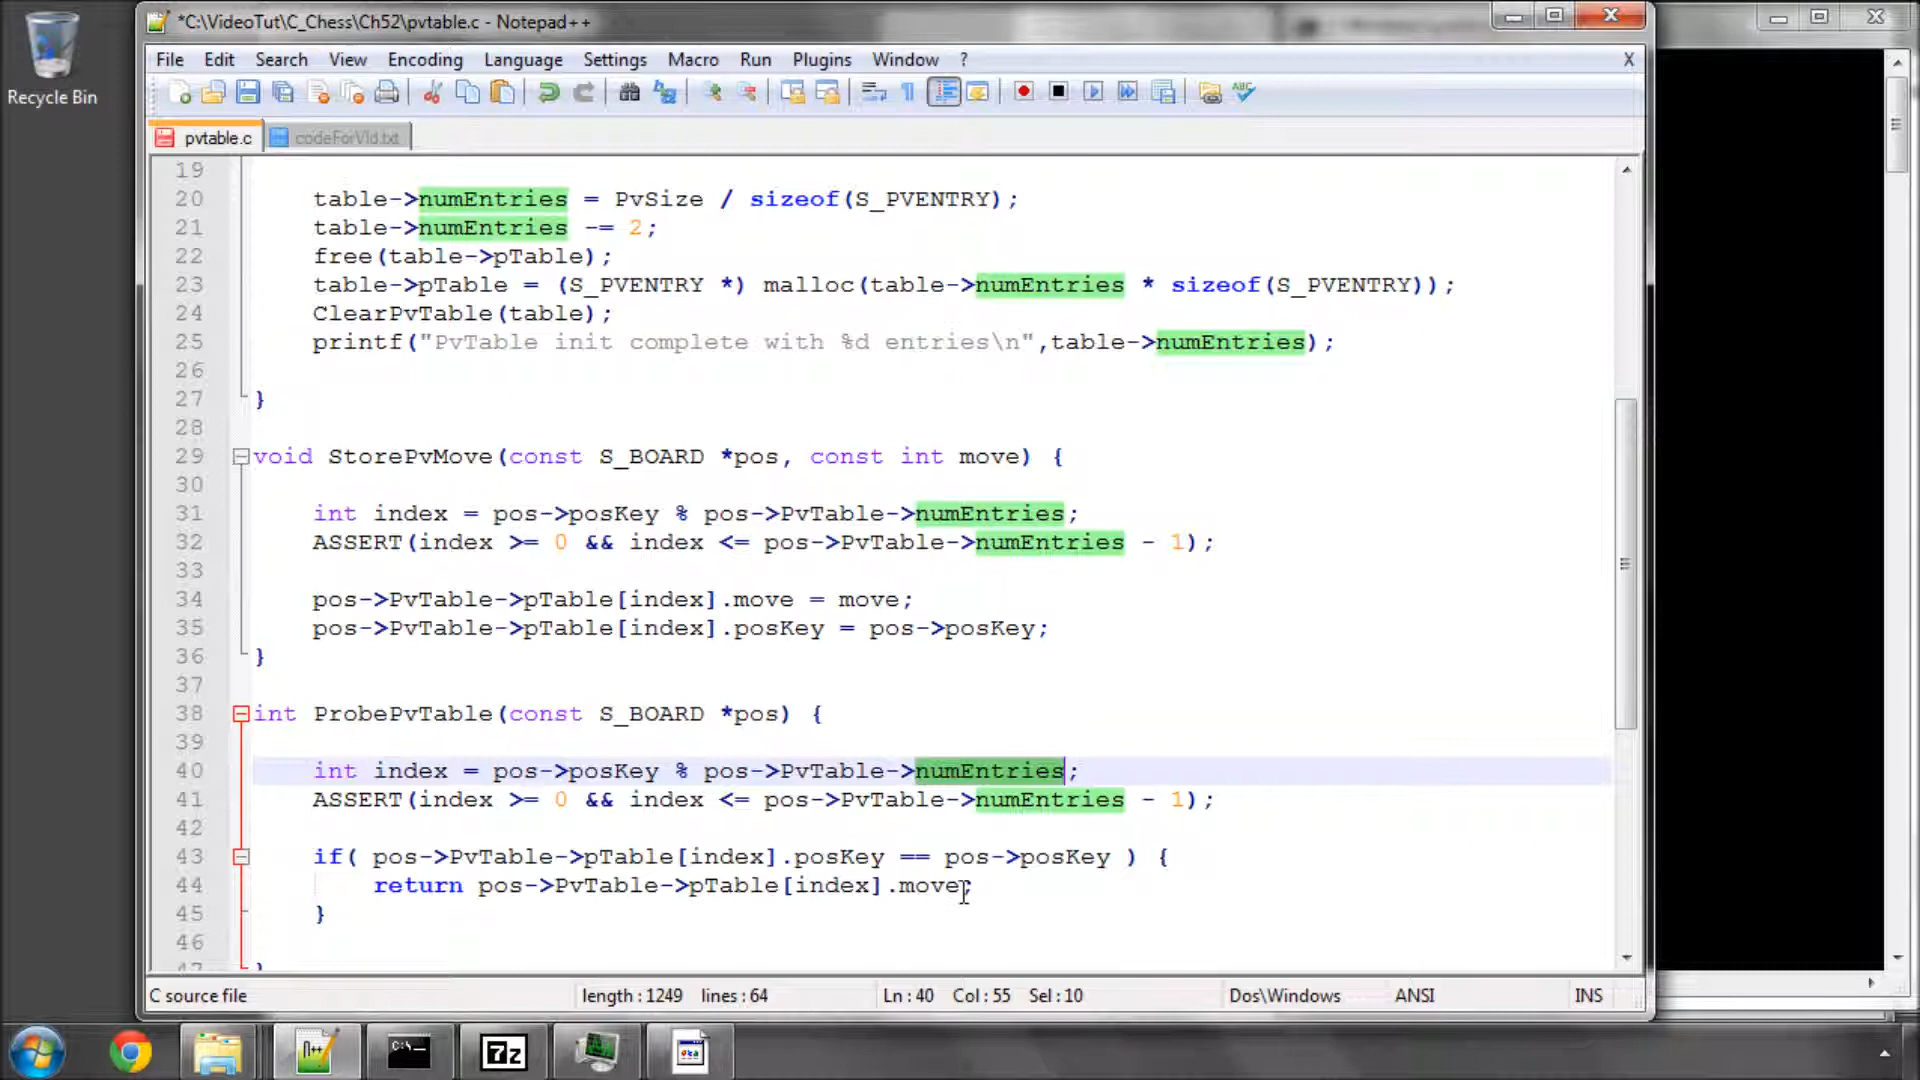 *C:\VideoTut\C_Chess\Ch52\pvtable.c - Notepad++
Recycle Bin
File Edit Search View Encoding Language Settings Macro Run Plugins Window ? X
pvtable.c codeForVid.txt
19
20 table->numEntries = PvSize / sizeof(S_PVENTRY);
21 table->numEntries -= 2;
22 free(table->pTable);
23 table->pTable = (S_PVENTRY *) malloc(table->numEntries * sizeof(S_PVENTRY));
24 ClearPvTable(table);
25 printf("PvTable init complete with %d entries\n",table->numEntries);
26
27 }
28
29 void StorePvMove(const S_BOARD *pos, const int move) {
30
31 int index = pos->posKey % pos->PvTable->numEntries;
32 ASSERT(index >= 0 && index <= pos->PvTable->numEntries - 1);
33
34 pos->PvTable->pTable[index].move = move;
35 pos->PvTable->pTable[index].posKey = pos->posKey;
36 }
37
38 int ProbePvTable(const S_BOARD *pos) {
39
40 int index = pos->posKey % pos->PvTable->numEntries;
41 ASSERT(index >= 0 && index <= pos->PvTable->numEntries - 1);
42
43 if( pos->PvTable->pTable[index].posKey == pos->posKey ) {
44 return pos->PvTable->pTable[index].move;
45 }
46
47 }
C source file length : 1249 lines : 64 Ln : 40 Col : 55 Sel : 10 Dos\Windows ANSI INS